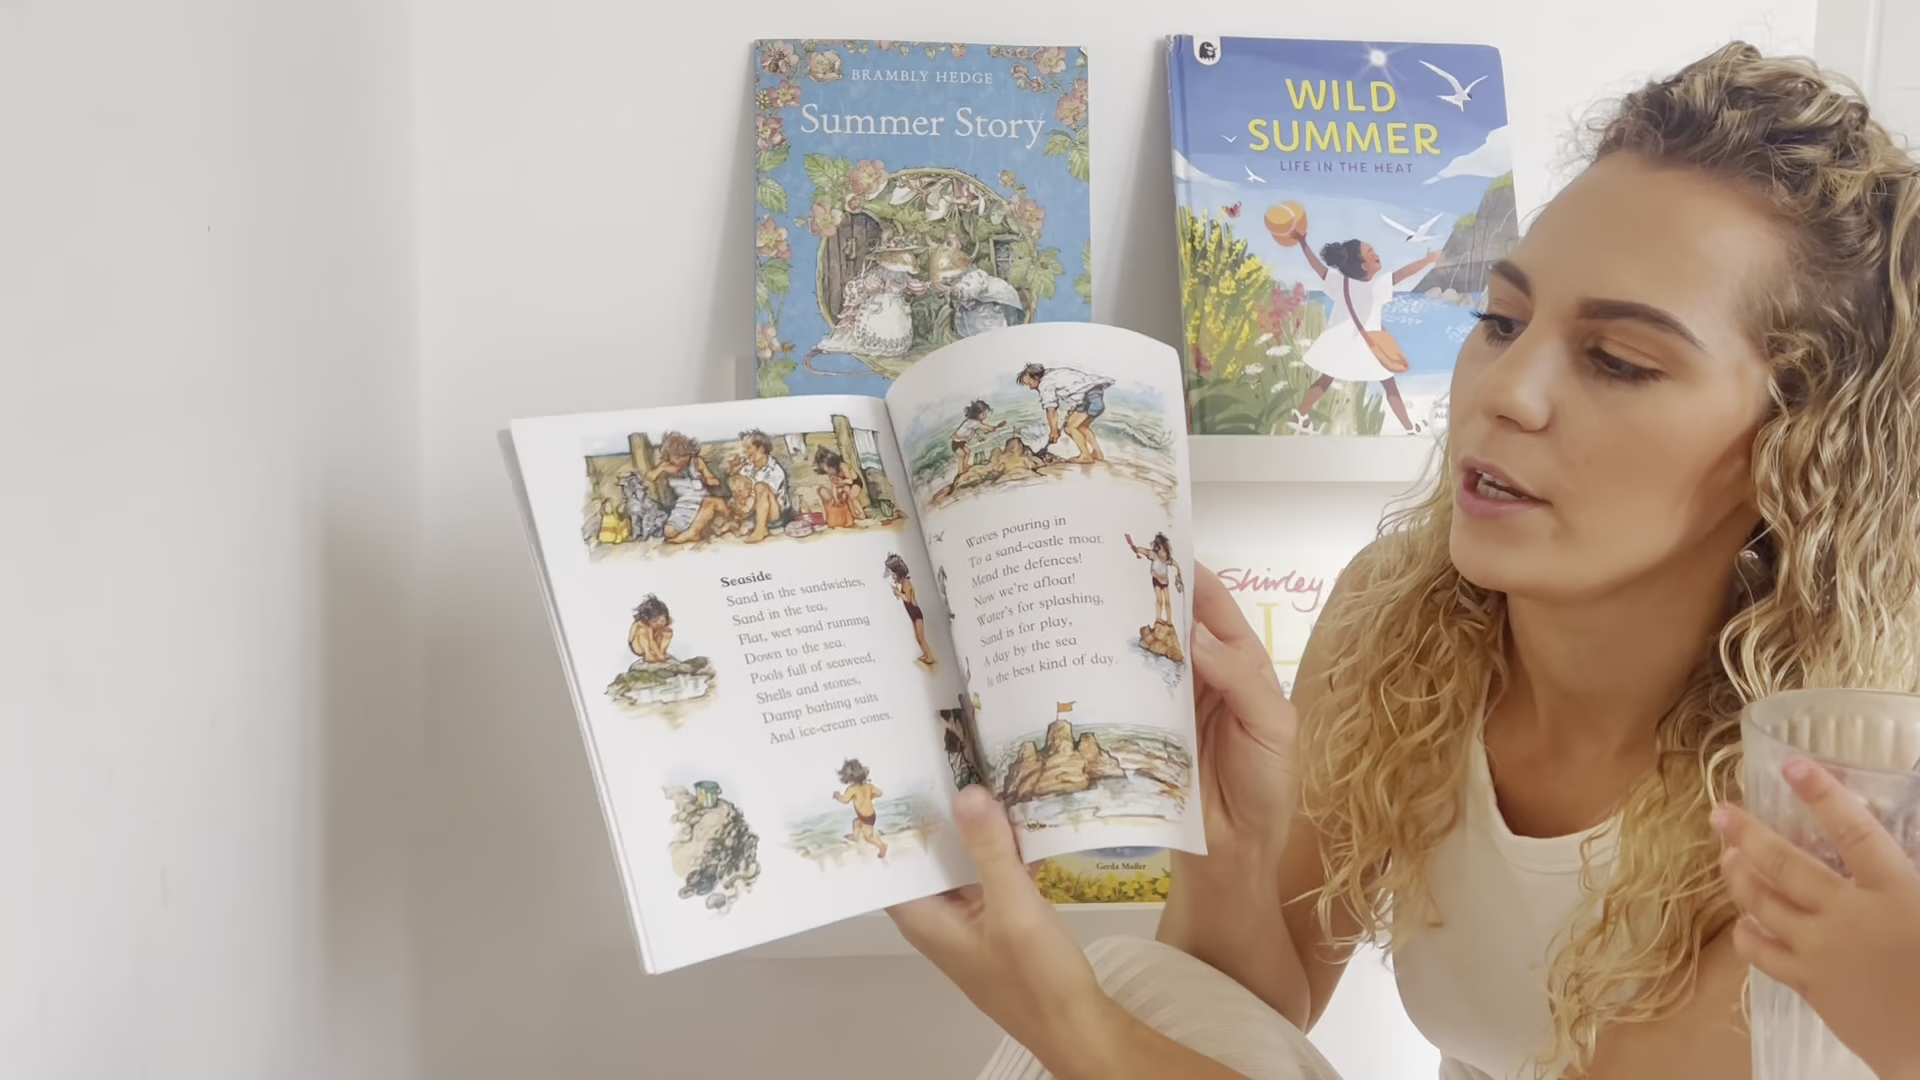 BRAMBLY HEDGE
Summer Story
WILD
SUMMER
LIFE IN THE HEAT
Seaside
Sand in the sandwiches,
Sand in the tea,
Flat, wet sand running
Down to the sea.
Pools full of seaweed,
Shells and stones,
Damp bathing suits
And ice-cream cones.
Waves pouring in
To a sand-castle moat.
Mend the defences!
Now we're afloat!
Water's for splashing,
Sand is for play,
A day by the sea
Is the best kind of day.
Shirley
Gerda Muller